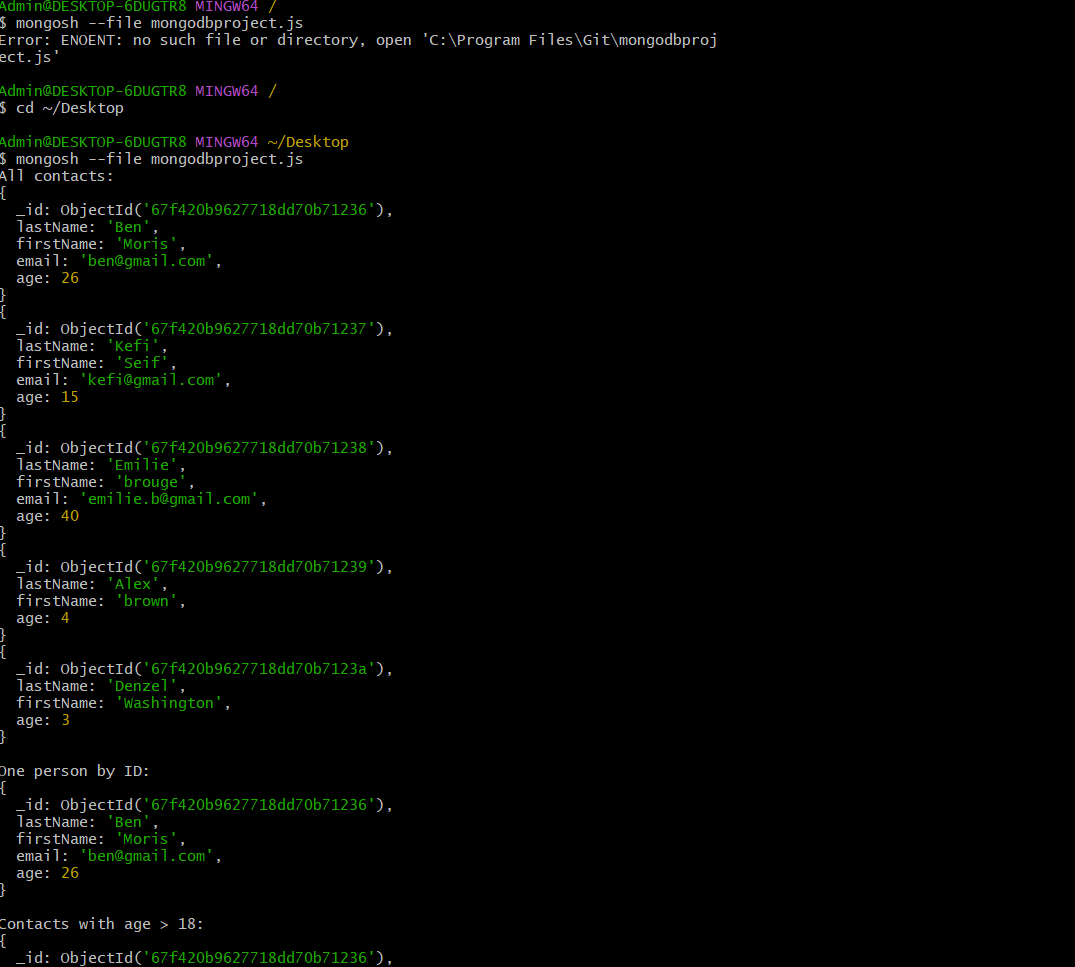 Admin@DESKTOP-6DUGTR8 MINGW64 /
$ mongosh --file mongodbproject.js
Error: ENOENT: no such file or directory, open 'C:\Program Files\Git\mongodbproj
ect.js'
Admin@DESKTOP-6DUGTR8 MINGW64 /
$ cd ~/Desktop
Admin@DESKTOP-6DUGTR8 MINGW64 ~/Desktop
$ mongosh --file mongodbproject.js
All contacts:
{
  _id: ObjectId('67f420b9627718dd70b71236'),
  lastName: 'Ben',
  firstName: 'Moris',
  email: 'ben@gmail.com',
  age: 26
}
{
  _id: ObjectId('67f420b9627718dd70b71237'),
  lastName: 'Kefi',
  firstName: 'Seif',
  email: 'kefi@gmail.com',
  age: 15
}
{
  _id: ObjectId('67f420b9627718dd70b71238'),
  lastName: 'Emilie',
  firstName: 'brouge',
  email: 'emilie.b@gmail.com',
  age: 40
}
{
  _id: ObjectId('67f420b9627718dd70b71239'),
  lastName: 'Alex',
  firstName: 'brown',
  age: 4
}
{
  _id: ObjectId('67f420b9627718dd70b7123a'),
  lastName: 'Denzel',
  firstName: 'Washington',
  age: 3
}
One person by ID:
{
  _id: ObjectId('67f420b9627718dd70b71236'),
  lastName: 'Ben',
  firstName: 'Moris',
  email: 'ben@gmail.com',
  age: 26
}
Contacts with age > 18:
{
  _id: ObjectId('67f420b9627718dd70b71236'),